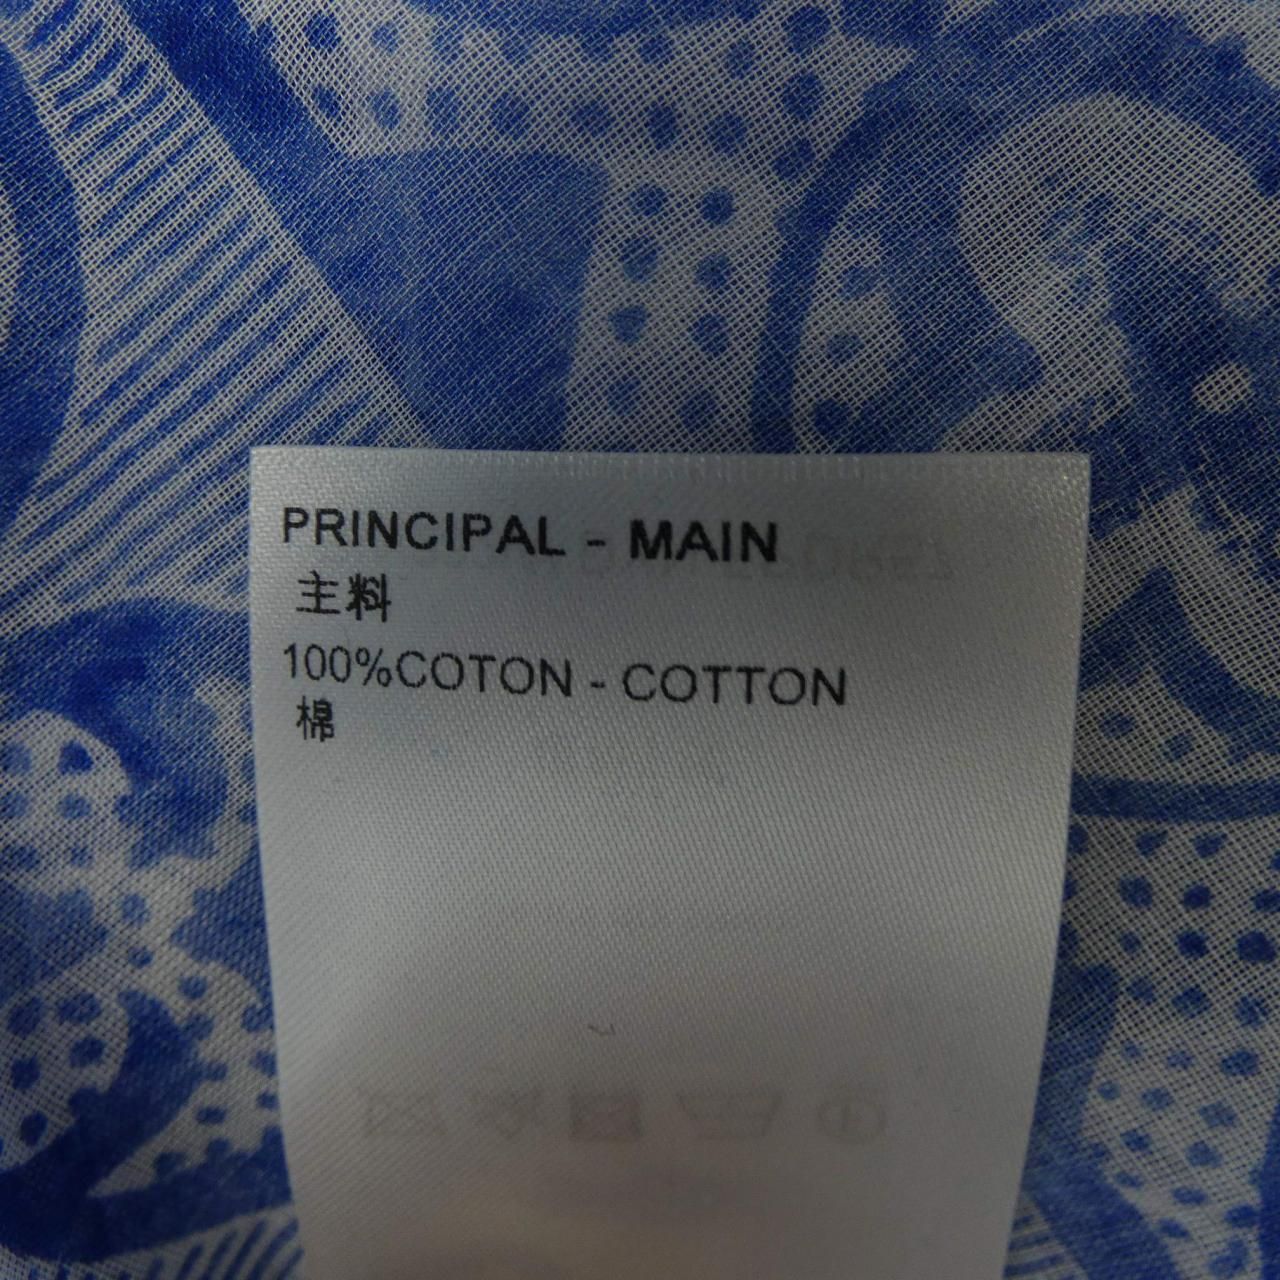 PRINCIPAL - MAIN
主料
100%COTON - COTTON
棉